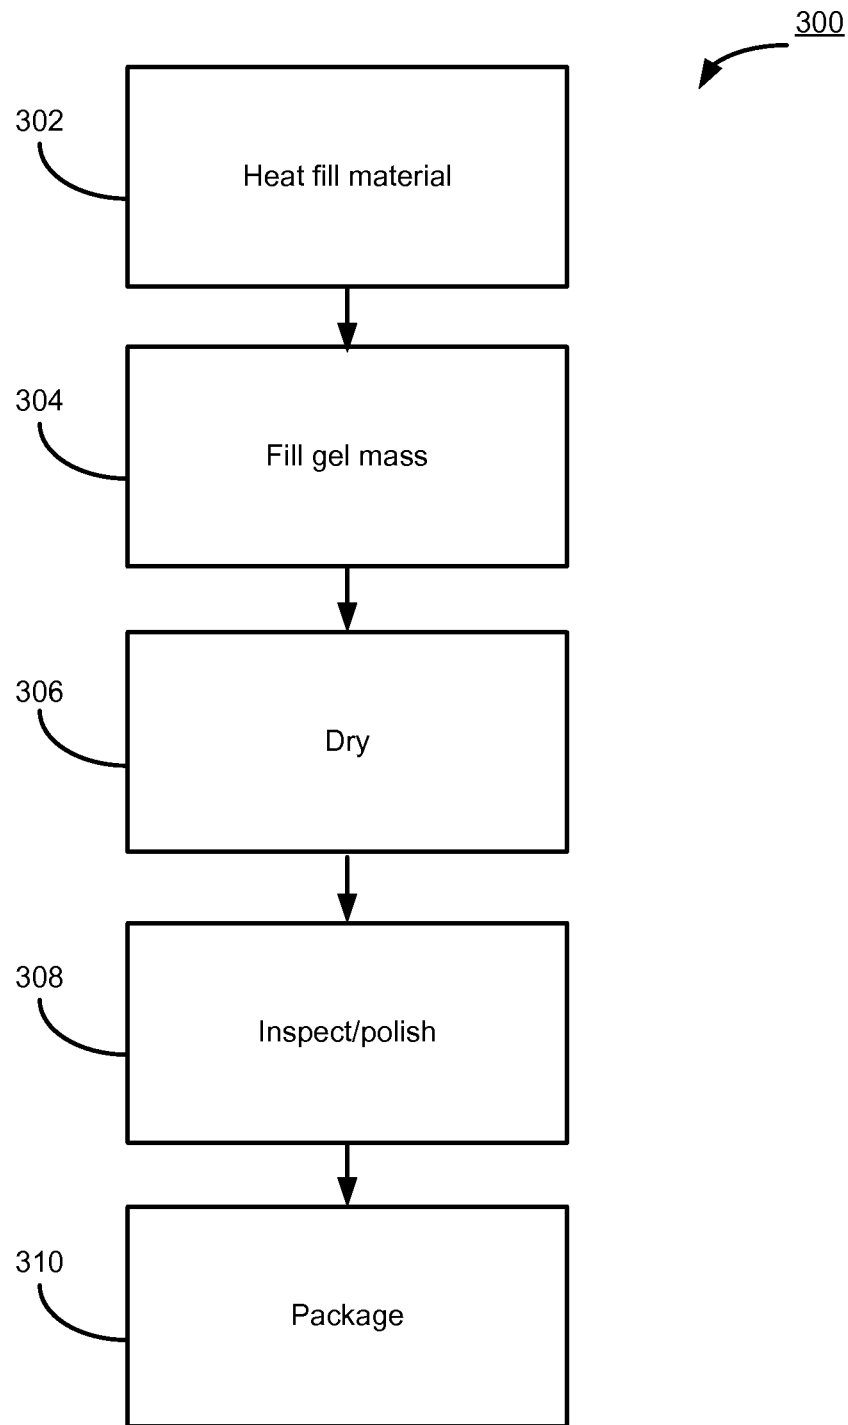 300
302
Heat fill material
304
Fill gel mass
306
Dry
308
Inspect/polish
310
Package